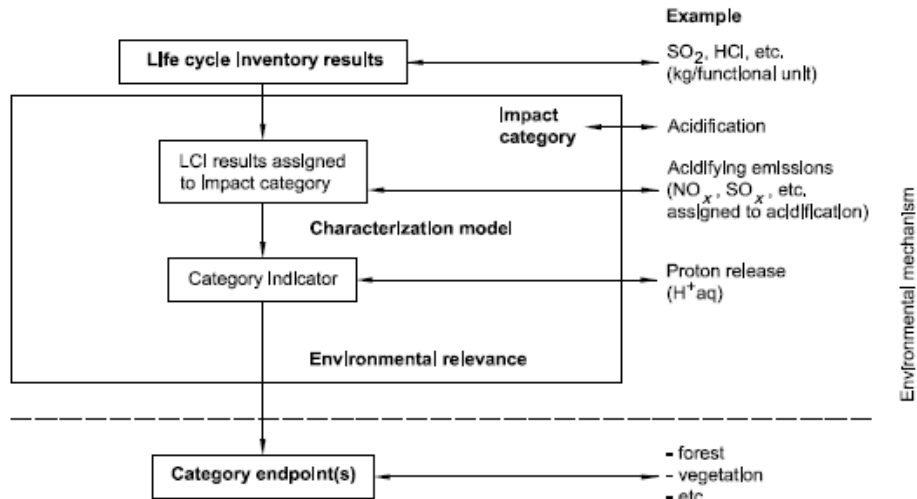 Example
Life cycle inventory results
SO2, HCl, etc.
(kg/functional unit)
Impact
category
Acidification
LCI results assigned
to impact category
Acidifying emissions
(NOx, SOx, etc.
assigned to acidification)
Characterization model
Category indicator
Proton release
(H+aq)
Environmental relevance
Environmental mechanism
Category endpoint(s)
- forest
- vegetation
- etc.